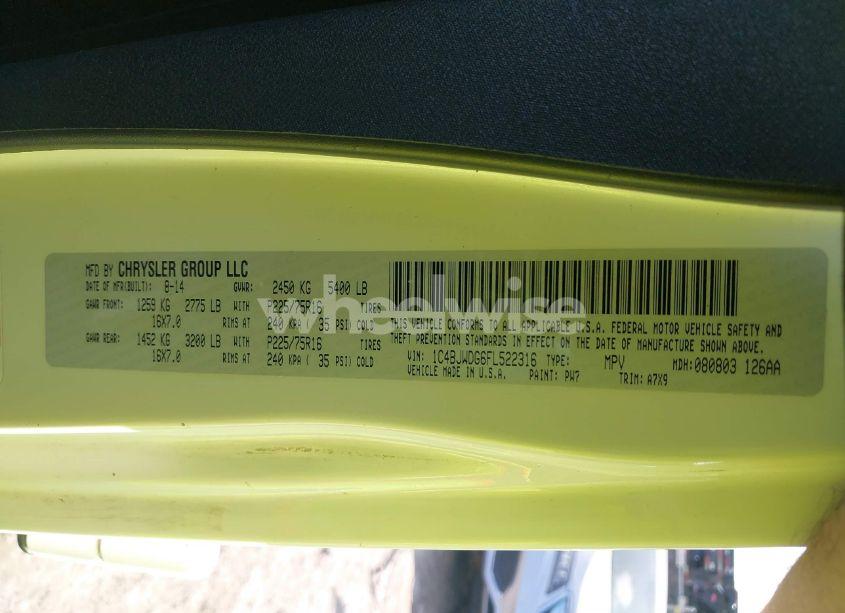 MFD BY CHRYSLER GROUP LLC
DATE OF MFR(BUILT): 8-14 GVWR: 2450 KG 5400 LB
GAWR FRONT: 1259 KG 2775 LB WITH P225/75R16 TIRES
16X7.0 RIMS AT 240 KPA ( 35 PSI) COLD
GAWR REAR: 1452 KG 3200 LB WITH P225/75R16 TIRES
16X7.0 RIMS AT 240 KPA ( 35 PSI) COLD
THIS VEHICLE CONFORMS TO ALL APPLICABLE U.S.A. FEDERAL MOTOR VEHICLE SAFETY AND
THEFT PREVENTION STANDARDS IN EFFECT ON THE DATE OF MANUFACTURE SHOWN ABOVE.
VIN: 1C4BJWDG6FL522316 TYPE: MPV MDH:080803 126AA
VEHICLE MADE IN U.S.A. PAINT: PW7 TRIM: A7X9
wheelwise